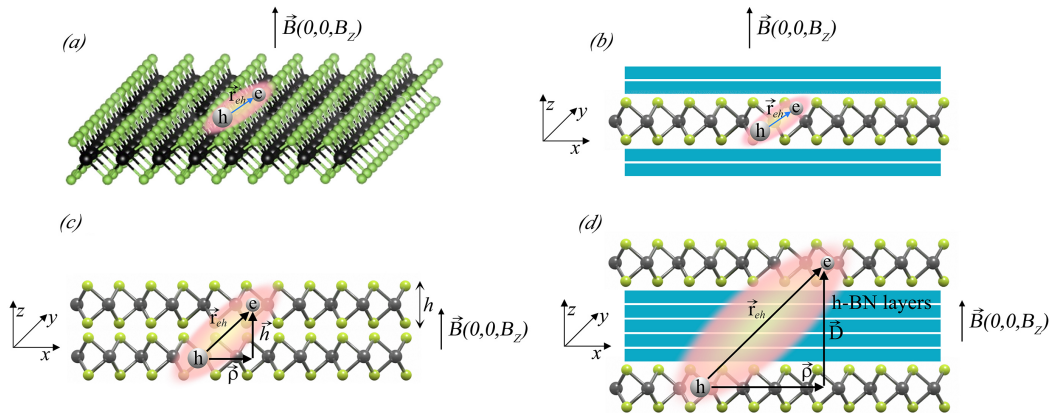 (a)
B⃗(0,0,B_Z)
r⃗_eh
e
h
(b)
B⃗(0,0,B_Z)
z
y
x
r⃗_eh
e
h
(c)
z
y
x
r⃗_eh
e
h⃗
h
ρ⃗
h
B⃗(0,0,B_Z)
(d)
z
y
x
e
r⃗_eh
h-BN layers
D⃗
h
ρ⃗
B⃗(0,0,B_Z)